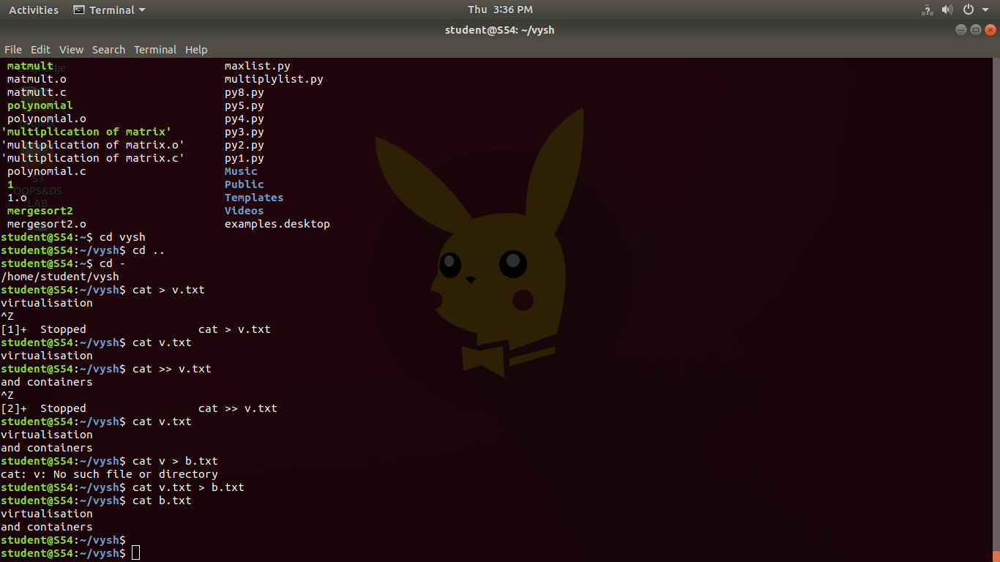 Activities Terminal Thu 3:36 PM
student@S54: ~/vysh
File Edit View Search Terminal Help
matmult maxlist.py
matmult.o multiplylist.py
matmult.c py8.py
polynomial py5.py
polynomial.o py4.py
'multiplication of matrix' py3.py
'multiplication of matrix.o' py2.py
'multiplication of matrix.c' py1.py
polynomial.c Music
S3
1 Public
OOPS&DS
1.o Templates
LAB
mergesort2 Videos
mergesort2.o examples.desktop
student@S54:~$ cd vysh
student@S54:~/vysh$ cd ..
student@S54:~$ cd -
/home/student/vysh
student@S54:~/vysh$ cat > v.txt
virtualisation
^Z
[1]+  Stopped                 cat > v.txt
student@S54:~/vysh$ cat v.txt
virtualisation
student@S54:~/vysh$ cat >> v.txt
and containers
^Z
[2]+  Stopped                 cat >> v.txt
student@S54:~/vysh$ cat v.txt
virtualisation
and containers
student@S54:~/vysh$ cat v > b.txt
cat: v: No such file or directory
student@S54:~/vysh$ cat v.txt > b.txt
student@S54:~/vysh$ cat b.txt
virtualisation
and containers
student@S54:~/vysh$
student@S54:~/vysh$